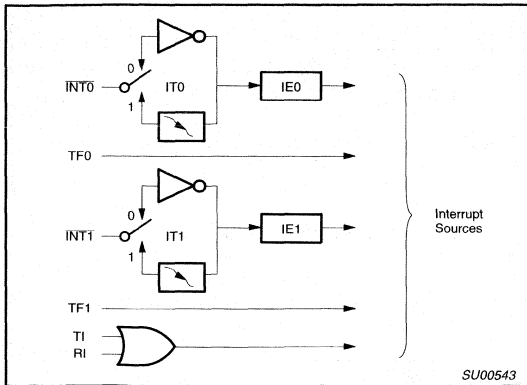 0
INT0
IT0
IE0
1
TF0
0
INT1
IT1
IE1
1
Interrupt
Sources
TF1
TI
RI
SU00543